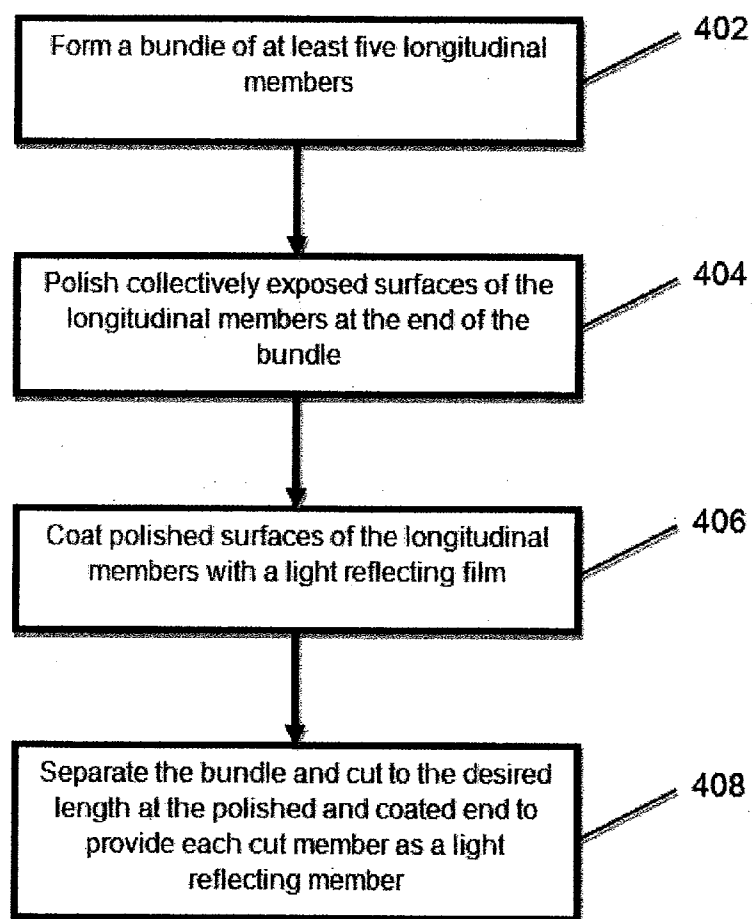 Form a bundle of at least five longitudinal
members
402
Polish collectively exposed surfaces of the
longitudinal members at the end of the
bundle
404
Coat polished surfaces of the longitudinal
members with a light reflecting film
406
Separate the bundle and cut to the desired
length at the polished and coated end to
provide each cut member as a light
reflecting member
408